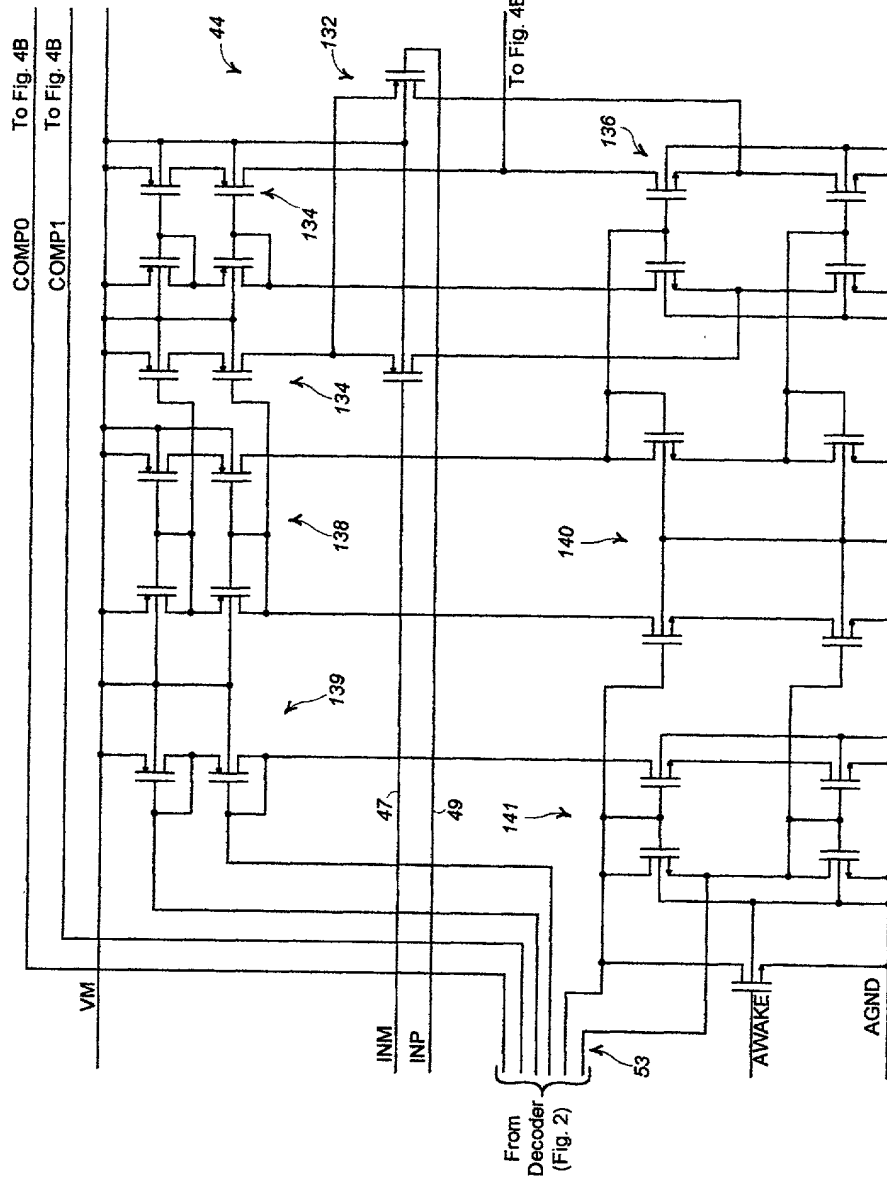 COMP0 To Fig. 4B
COMP1 To Fig. 4B
44
VM
132
To Fig. 4B
134
136
134
138
139
INM
47
INP
49
140
141
From
Decoder
(Fig. 2)
53
AWAKE
AGND